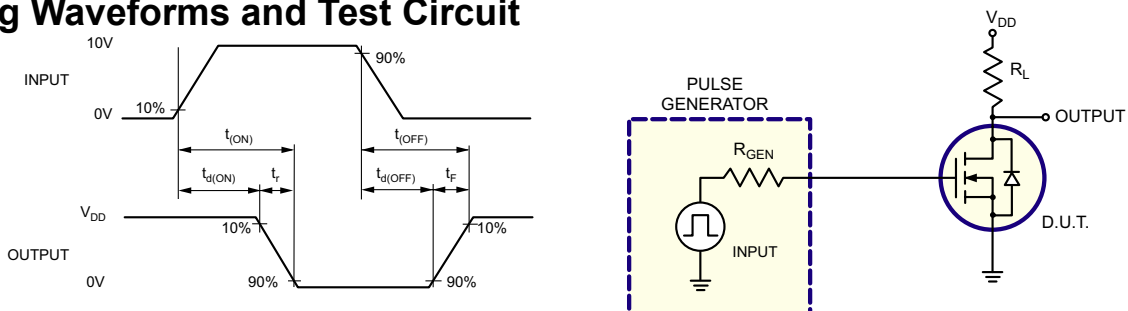 g Waveforms and Test Circuit
10V
INPUT
90%
10%
0V
t(ON)
t(OFF)
td(ON)
tr
td(OFF)
tF
VDD
10%
10%
OUTPUT
0V
90%
90%
VDD
RL
PULSE
GENERATOR
OUTPUT
RGEN
INPUT
D.U.T.